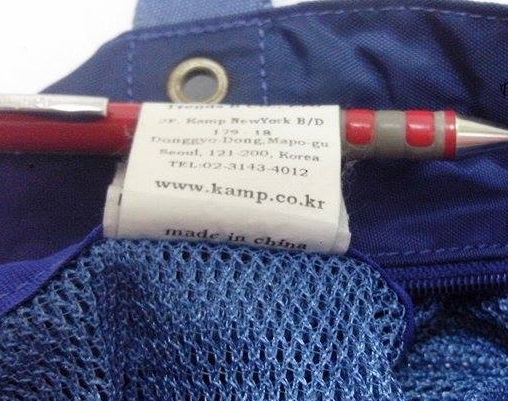 2F. Kamp NewYork B/D
179 - 18
Donggyo-Dong,Mapo-gu
Seoul, 121-200, Korea
TEL:02-3143-4012
www.kamp.co.kr
made in china